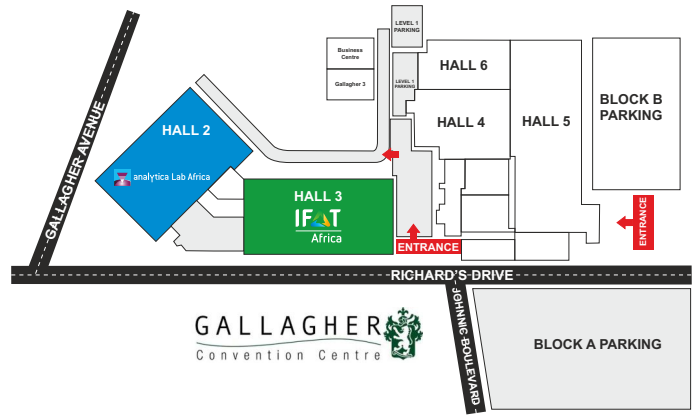 LEVEL 1
PARKING
Business
Centre
Gallagher 3
LEVEL 1
PARKING
HALL 6
HALL 4
HALL 5
BLOCK B
PARKING
GALLAGHER AVENUE
HALL 2
analytica Lab Africa
HALL 3
IFAT
Africa
ENTRANCE
ENTRANCE
RICHARD'S DRIVE
JOHNNIC BOULEVARD
GALLAGHER
Convention Centre
BLOCK A PARKING